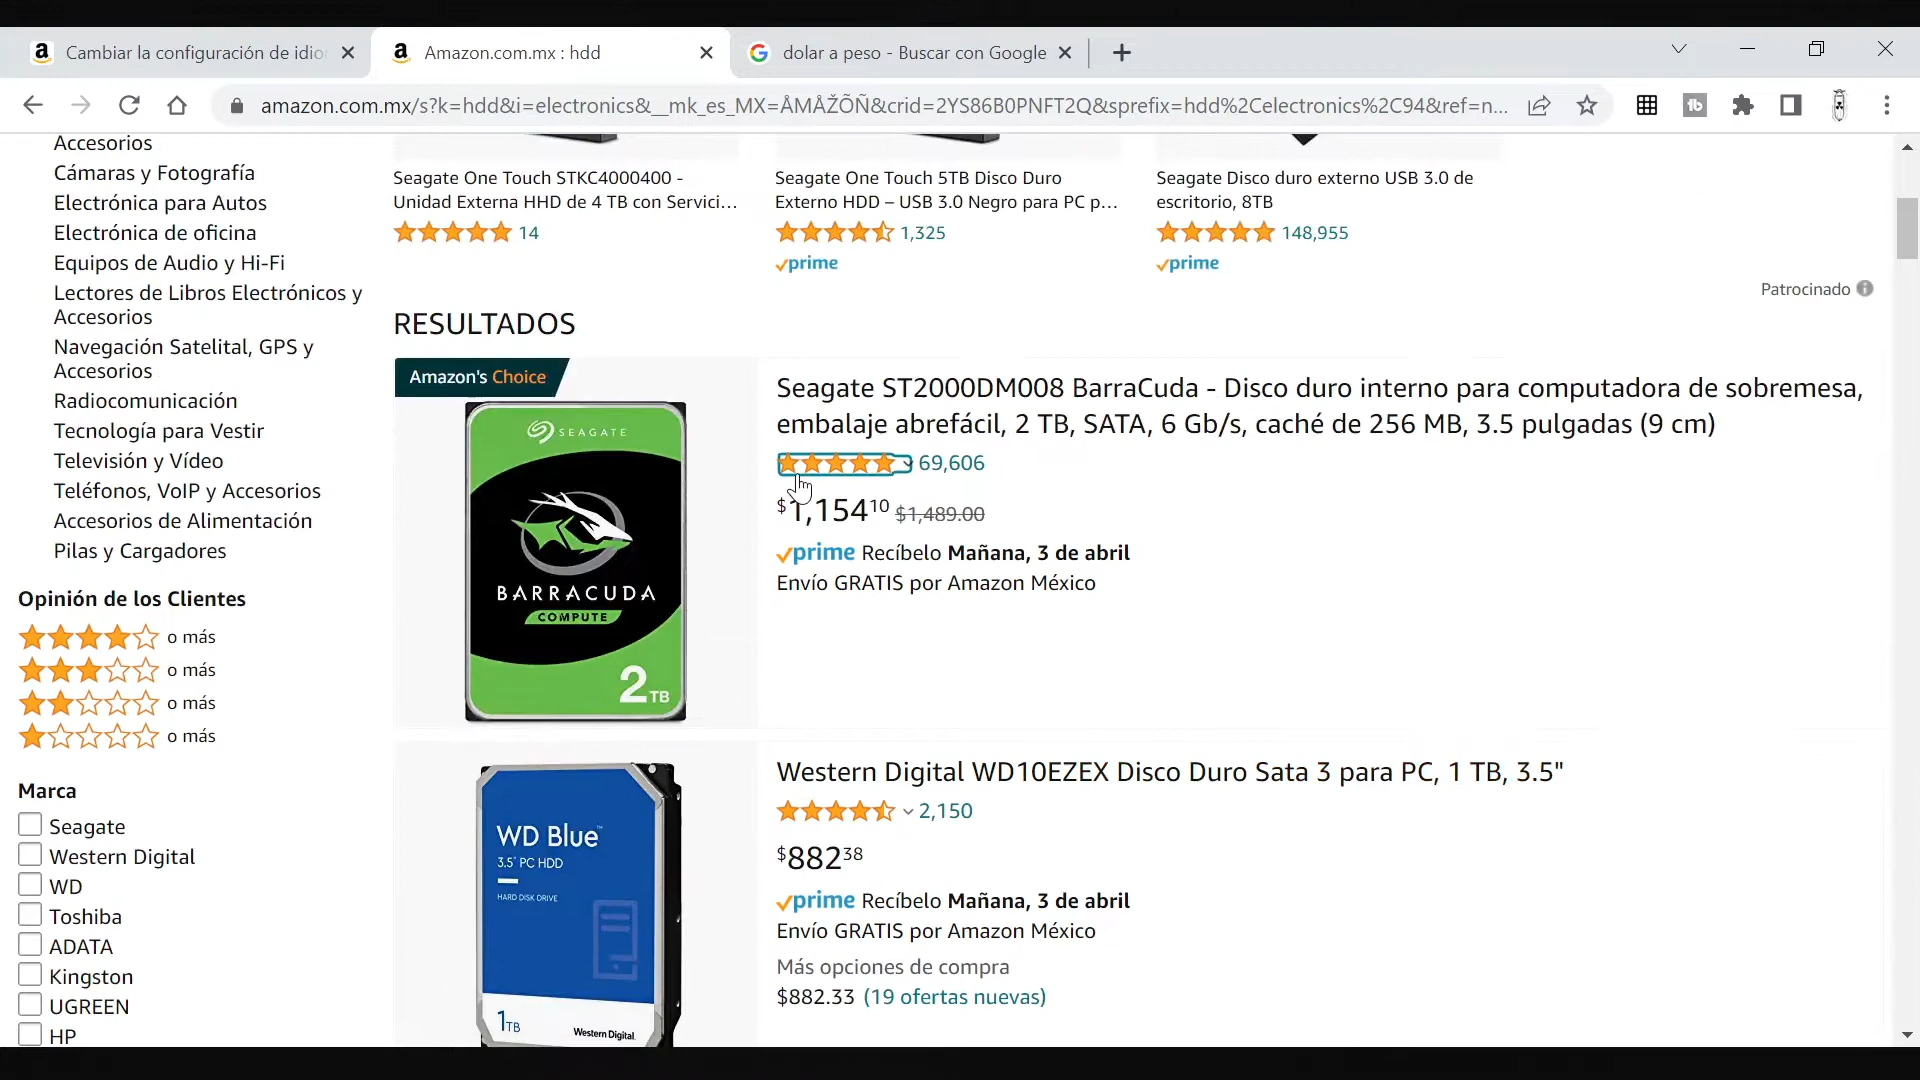 Cambiar la configuración de idio
Amazon.com.mx : hdd
dolar a peso - Buscar con Google
amazon.com.mx/s?k=hdd&i=electronics&__mk_es_MX=ÅMÅŽÕÑ&crid=2YS86B0PNFT2Q&sprefix=hdd%2Celectronics%2C94&ref=n...
Accesorios
Cámaras y Fotografía
Electrónica para Autos
Electrónica de oficina
Equipos de Audio y Hi-Fi
Lectores de Libros Electrónicos y
Accesorios
Navegación Satelital, GPS y
Accesorios
Radiocomunicación
Tecnología para Vestir
Televisión y Vídeo
Teléfonos, VoIP y Accesorios
Accesorios de Alimentación
Pilas y Cargadores
Opinión de los Clientes
o más
o más
o más
o más
Marca
Seagate
Western Digital
WD
Toshiba
ADATA
Kingston
UGREEN
HP
Seagate One Touch STKC4000400 -
Unidad Externa HHD de 4 TB con Servici...
14
Seagate One Touch 5TB Disco Duro
Externo HDD – USB 3.0 Negro para PC p...
1,325
prime
Seagate Disco duro externo USB 3.0 de
escritorio, 8TB
148,955
prime
Patrocinado
RESULTADOS
Amazon's Choice
SEAGATE
BARRACUDA
COMPUTE
2TB
Seagate ST2000DM008 BarraCuda - Disco duro interno para computadora de sobremesa,
embalaje abrefácil, 2 TB, SATA, 6 Gb/s, caché de 256 MB, 3.5 pulgadas (9 cm)
69,606
$1,15410 $1,489.00
prime Recíbelo Mañana, 3 de abril
Envío GRATIS por Amazon México
WD Blue™
3.5" PC HDD
HARD DISK DRIVE
1TB
Western Digital.
Western Digital WD10EZEX Disco Duro Sata 3 para PC, 1 TB, 3.5"
2,150
$88238
prime Recíbelo Mañana, 3 de abril
Envío GRATIS por Amazon México
Más opciones de compra
$882.33 (19 ofertas nuevas)